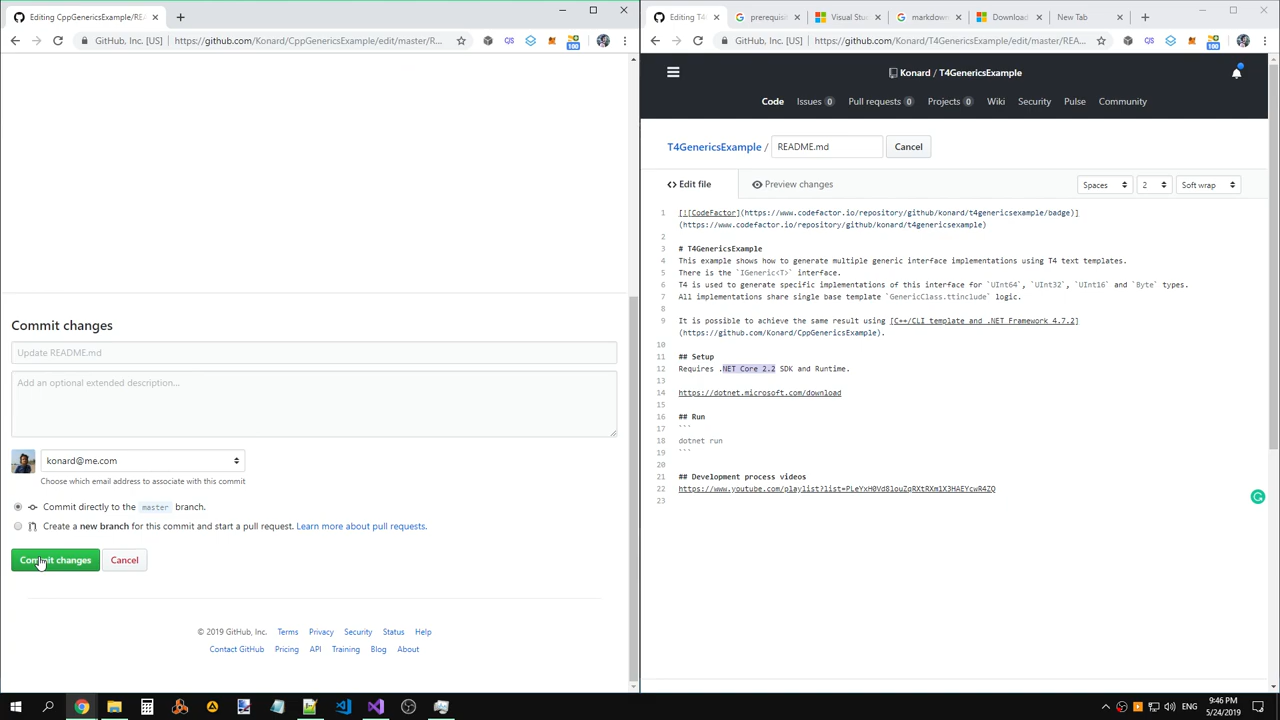 Editing CppGenericsExample/REA
GitHub, Inc. [US]
https://github.com/Konard/CppGenericsExample/edit/master/R...
100
Commit changes
Update README.md
Add an optional extended description...
konard@me.com
Choose which email address to associate with this commit
Commit directly to the master branch.
Create a new branch for this commit and start a pull request. Learn more about pull requests.
Commit changes
Cancel
© 2019 GitHub, Inc. Terms Privacy Security Status Help
Contact GitHub Pricing API Training Blog About
Editing T4
prerequisi
Visual Stu
markdown
Download
New Tab
GitHub, Inc. [US]
https://github.com/Konard/T4GenericsExample/edit/master/REA...
100
Konard / T4GenericsExample
Code Issues 0 Pull requests 0 Projects 0 Wiki Security Pulse Community
T4GenericsExample / README.md Cancel
Edit file Preview changes Spaces 2 Soft wrap
1 [![CodeFactor](https://www.codefactor.io/repository/github/konard/t4genericsexample/badge)]
(https://www.codefactor.io/repository/github/konard/t4genericsexample)
2
3 # T4GenericsExample
4 This example shows how to generate multiple generic interface implementations using T4 text templates.
5 There is the `IGeneric<T>` interface.
6 T4 is used to generate specific implementations of this interface for `UInt64`, `UInt32`, `UInt16` and `Byte` types.
7 All implementations share single base template `GenericClass.ttinclude` logic.
8
9 It is possible to achieve the same result using [C++/CLI template and .NET Framework 4.7.2]
(https://github.com/Konard/CppGenericsExample).
10
11 ## Setup
12 Requires .NET Core 2.2 SDK and Runtime.
13
14 https://dotnet.microsoft.com/download
15
16 ## Run
17 ```
18 dotnet run
19 ```
20
21 ## Development process videos
22 https://www.youtube.com/playlist?list=PLeYxH0Vd8louZqRXtRXm1X3HAEYcwR4ZQ
23
ENG
9:46 PM
5/24/2019